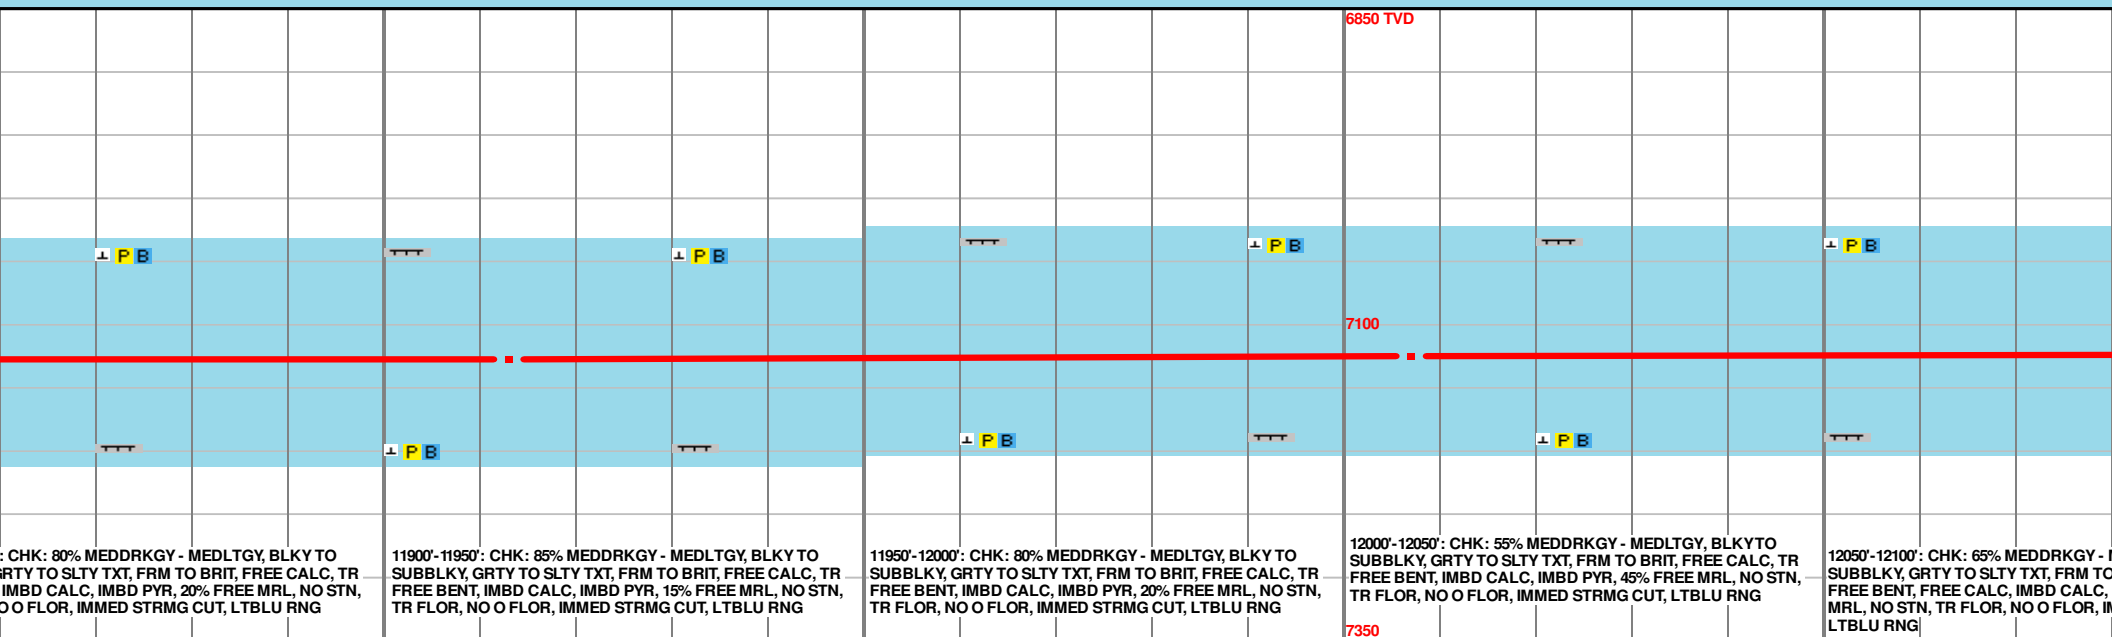 6850 TVD
P B
P B
P B
P B
7100
P B
P B
P B
: CHK: 80% MEDDRKGY - MEDLTGY, BLKY TO
GRTY TO SLTY TXT, FRM TO BRIT, FREE CALC, TR
IMBD CALC, IMBD PYR, 20% FREE MRL, NO STN,
O O FLOR, IMMED STRMG CUT, LTBLU RNG
11900'-11950': CHK: 85% MEDDRKGY - MEDLTGY, BLKY TO
SUBBLKY, GRTY TO SLTY TXT, FRM TO BRIT, FREE CALC, TR
FREE BENT, IMBD CALC, IMBD PYR, 15% FREE MRL, NO STN,
TR FLOR, NO O FLOR, IMMED STRMG CUT, LTBLU RNG
11950'-12000': CHK: 80% MEDDRKGY - MEDLTGY, BLKY TO
SUBBLKY, GRTY TO SLTY TXT, FRM TO BRIT, FREE CALC, TR
FREE BENT, IMBD CALC, IMBD PYR, 20% FREE MRL, NO STN,
TR FLOR, NO O FLOR, IMMED STRMG CUT, LTBLU RNG
12000'-12050': CHK: 55% MEDDRKGY - MEDLTGY, BLKY TO
SUBBLKY, GRTY TO SLTY TXT, FRM TO BRIT, FREE CALC, TR
FREE BENT, IMBD CALC, IMBD PYR, 45% FREE MRL, NO STN,
TR FLOR, NO O FLOR, IMMED STRMG CUT, LTBLU RNG
12050'-12100': CHK: 65% MEDDRKGY -
SUBBLKY, GRTY TO SLTY TXT, FRM TO
FREE BENT, FREE CALC, IMBD CALC,
MRL, NO STN, TR FLOR, NO O FLOR,
LTBLU RNG
7350